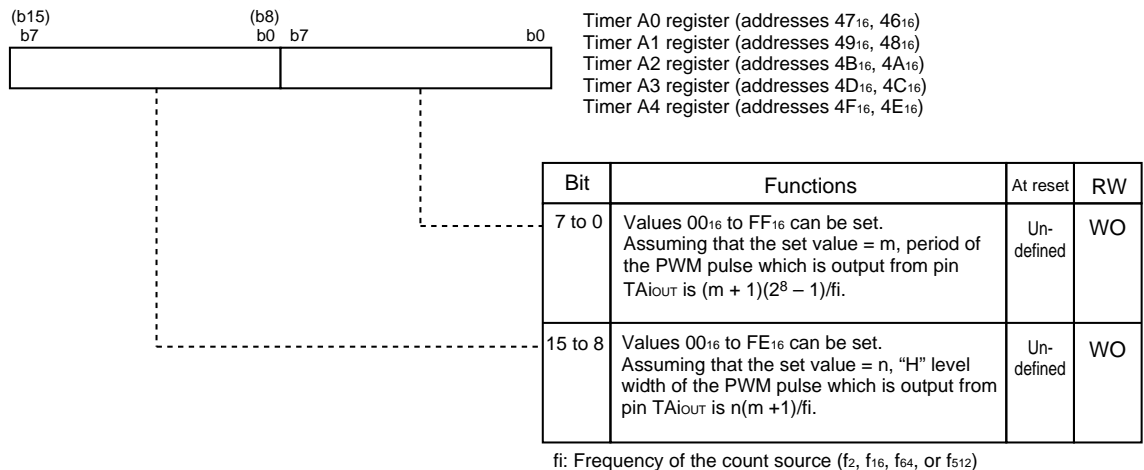 (b15) (b8)
b7 b0 b7 b0
Timer A0 register (addresses 47₁₆, 46₁₆)
Timer A1 register (addresses 49₁₆, 48₁₆)
Timer A2 register (addresses 4B₁₆, 4A₁₆)
Timer A3 register (addresses 4D₁₆, 4C₁₆)
Timer A4 register (addresses 4F₁₆, 4E₁₆)
Bit Functions At reset RW
7 to 0 Values 00₁₆ to FF₁₆ can be set. Un- WO
Assuming that the set value = m, period of defined
the PWM pulse which is output from pin
TAiOUT is (m + 1)(2⁸ – 1)/fi.
15 to 8 Values 00₁₆ to FE₁₆ can be set. Un- WO
Assuming that the set value = n, “H” level defined
width of the PWM pulse which is output from
pin TAiOUT is n(m +1)/fi.
fi: Frequency of the count source (f₂, f₁₆, f₆₄, or f₅₁₂)